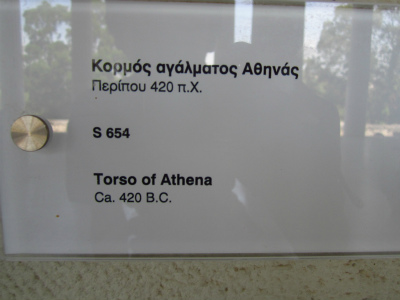 Κορμός αγάλματος Αθηνάς
Περίπου 420 π.Χ.
S 654
Torso of Athena
Ca. 420 B.C.